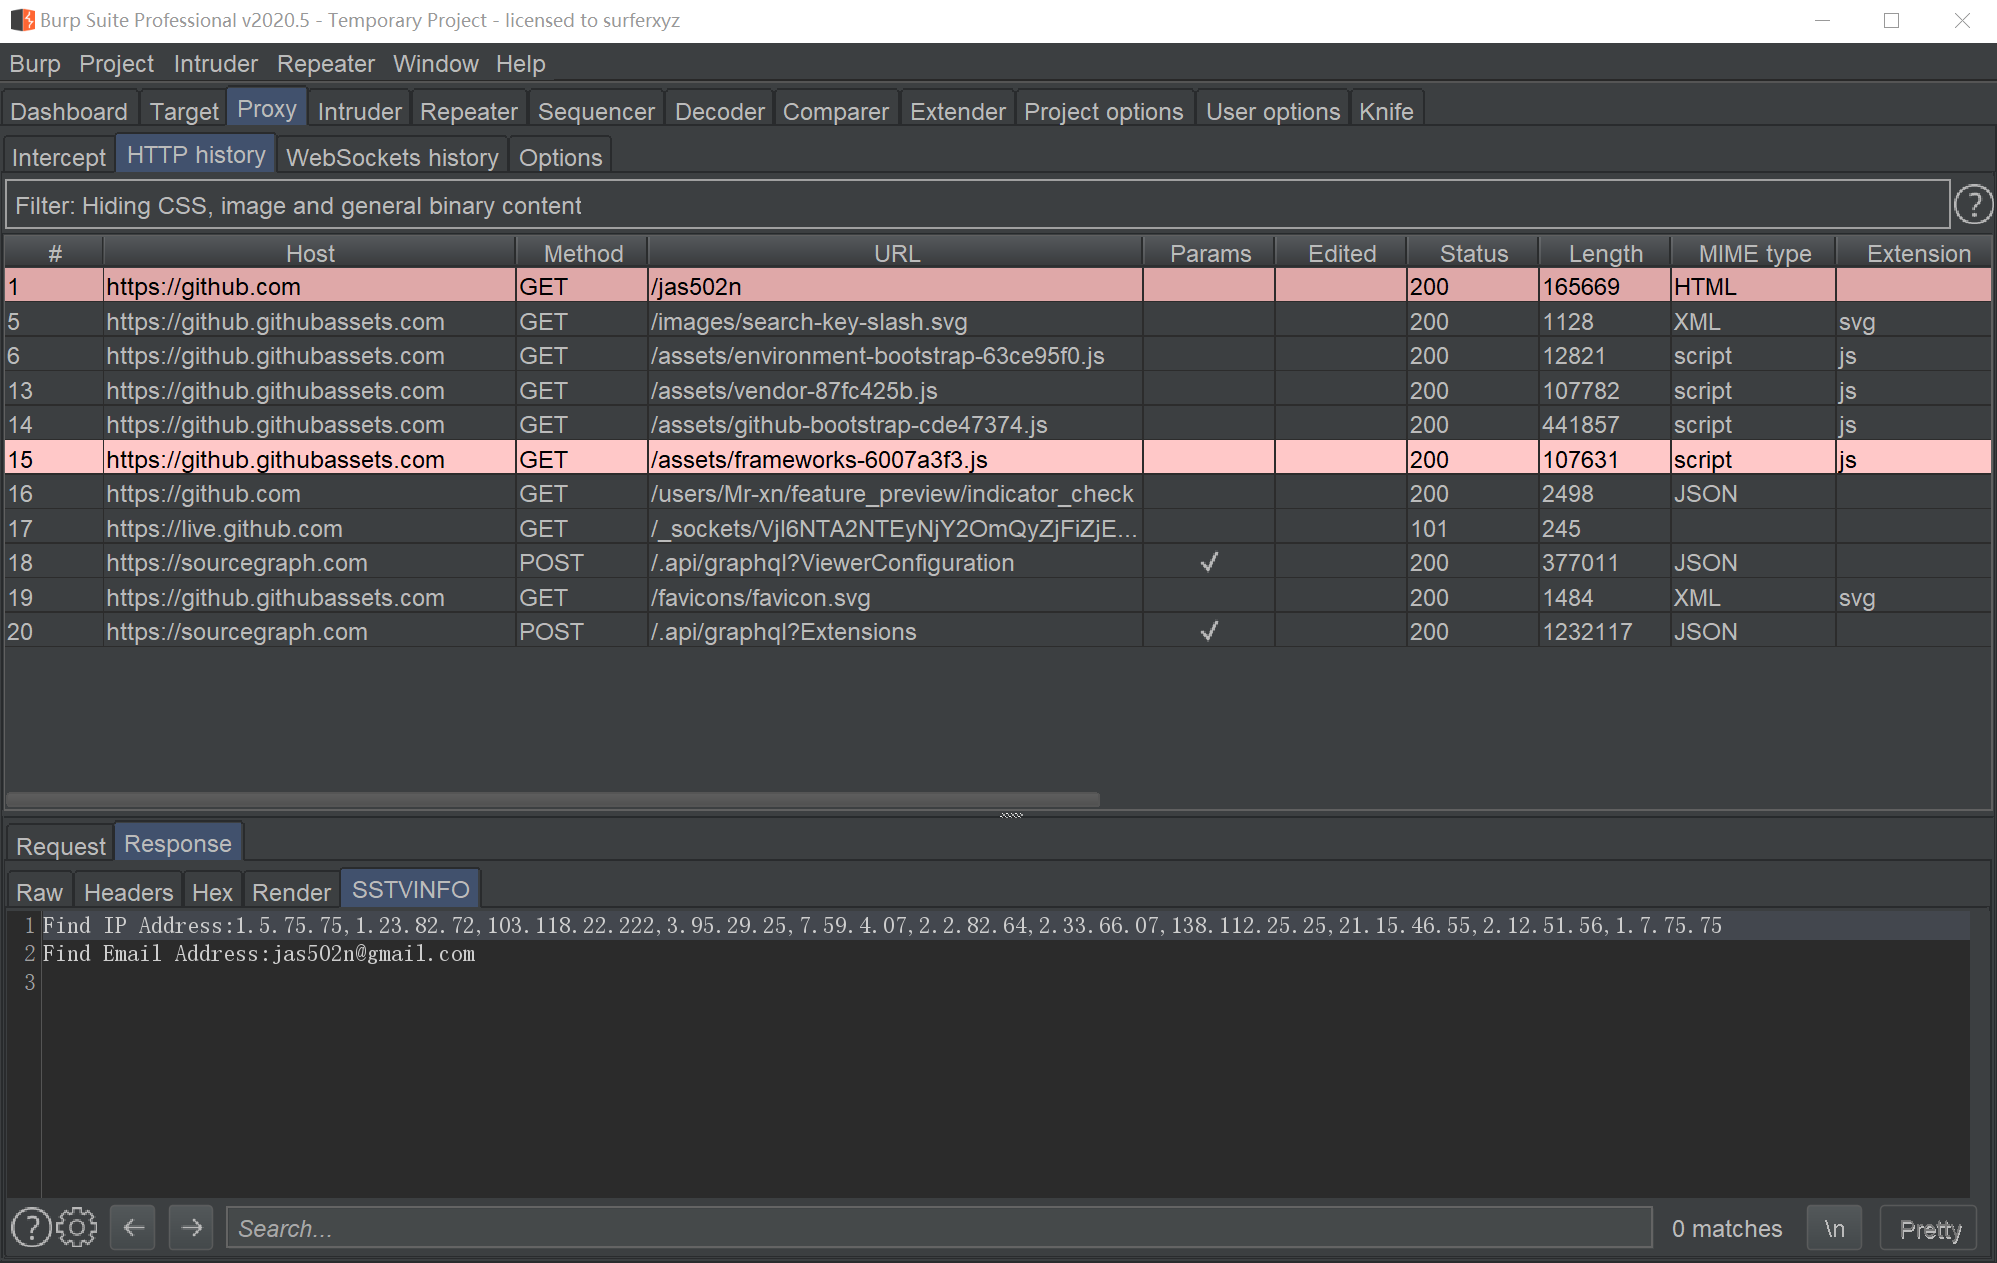 Burp Suite Professional v2020.5 - Temporary Project - licensed to surferxyz
Burp Project Intruder Repeater Window Help
Dashboard Target Proxy Intruder Repeater Sequencer Decoder Comparer Extender Project options User options Knife
Intercept HTTP history WebSockets history Options
Filter: Hiding CSS, image and general binary content ?
# Host Method URL Params Edited Status Length MIME type Extension
1 https://github.com GET /jas502n 200 165669 HTML
5 https://github.githubassets.com GET /images/search-key-slash.svg 200 1128 XML svg
6 https://github.githubassets.com GET /assets/environment-bootstrap-63ce95f0.js 200 12821 script js
13 https://github.githubassets.com GET /assets/vendor-87fc425b.js 200 107782 script js
14 https://github.githubassets.com GET /assets/github-bootstrap-cde47374.js 200 441857 script js
15 https://github.githubassets.com GET /assets/frameworks-6007a3f3.js 200 107631 script js
16 https://github.com GET /users/Mr-xn/feature_preview/indicator_check 200 2498 JSON
17 https://live.github.com GET /_sockets/VjI6NTA2NTEyNjY2OmQyZjFiZjE... 101 245
18 https://sourcegraph.com POST /.api/graphql?ViewerConfiguration ✓ 200 377011 JSON
19 https://github.githubassets.com GET /favicons/favicon.svg 200 1484 XML svg
20 https://sourcegraph.com POST /.api/graphql?Extensions ✓ 200 1232117 JSON
Request Response
Raw Headers Hex Render SSTVINFO
1 Find IP Address:1.5.75.75,1.23.82.72,103.118.22.222,3.95.29.25,7.59.4.07,2.2.82.64,2.33.66.07,138.112.25.25,21.15.46.55,2.12.51.56,1.7.75.75
2 Find Email Address:jas502n@gmail.com
3
? Search... 0 matches \n Pretty